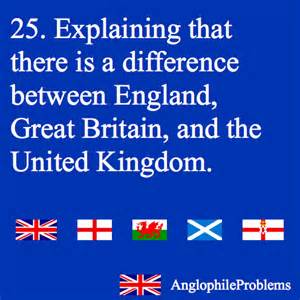 25. Explaining that
there is a difference
between England,
Great Britain, and the
United Kingdom.
AnglophileProblems